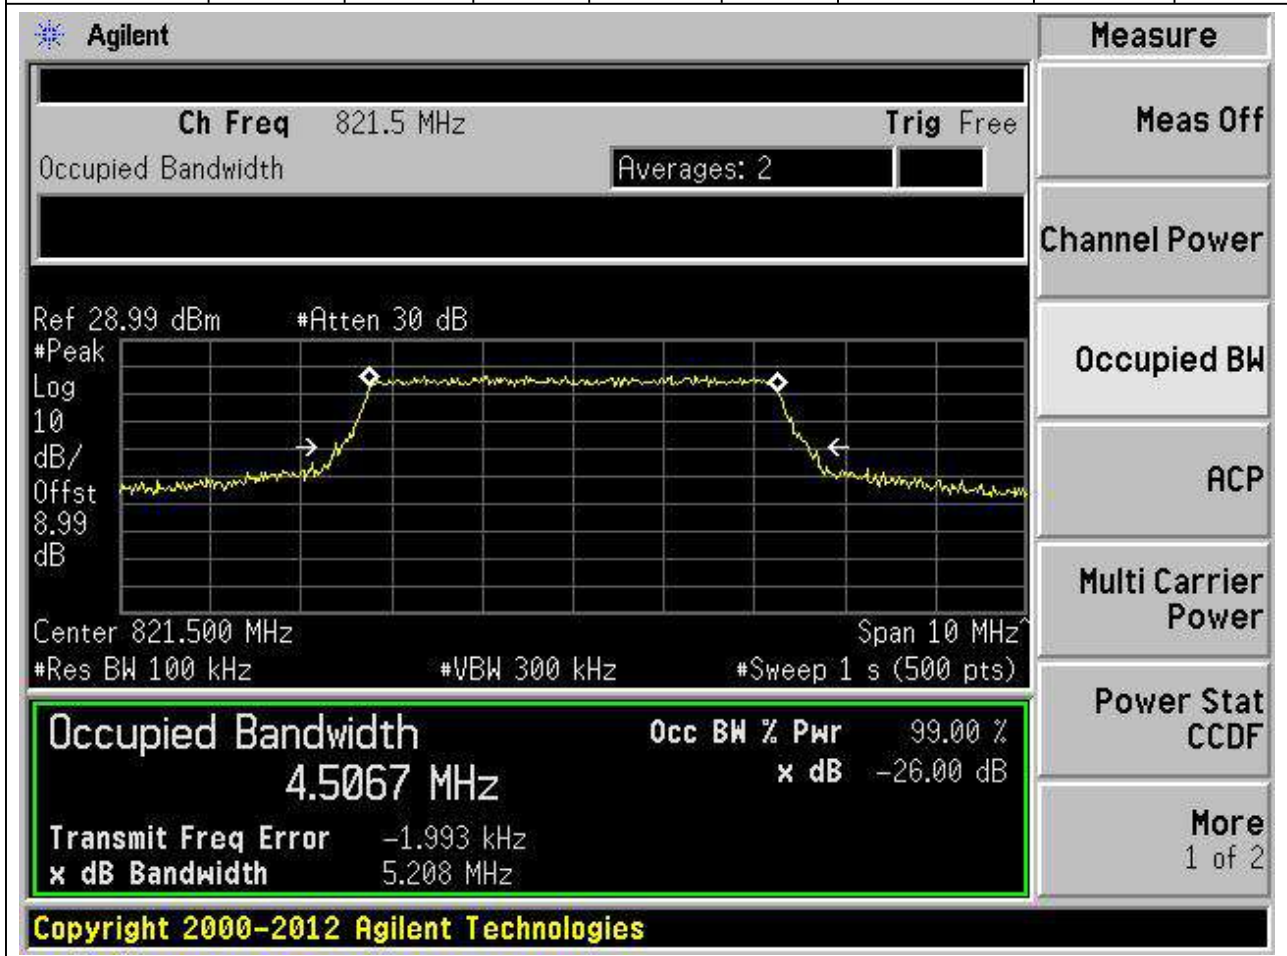 Agilent
Measure
Ch Freq 821.5 MHz Trig Free
Occupied Bandwidth Averages: 2
Meas Off
Channel Power
Occupied BW
ACP
Multi Carrier
Power
Power Stat
CCDF
More
1 of 2
Ref 28.99 dBm #Atten 30 dB
#Peak
Log
10
dB/
Offst
8.99
dB
Center 821.500 MHz Span 10 MHz^
#Res BW 100 kHz #VBW 300 kHz #Sweep 1 s (500 pts)
Occupied Bandwidth
4.5067 MHz
Occ BW % Pwr 99.00 %
x dB -26.00 dB
Transmit Freq Error -1.993 kHz
x dB Bandwidth 5.208 MHz
Copyright 2000-2012 Agilent Technologies